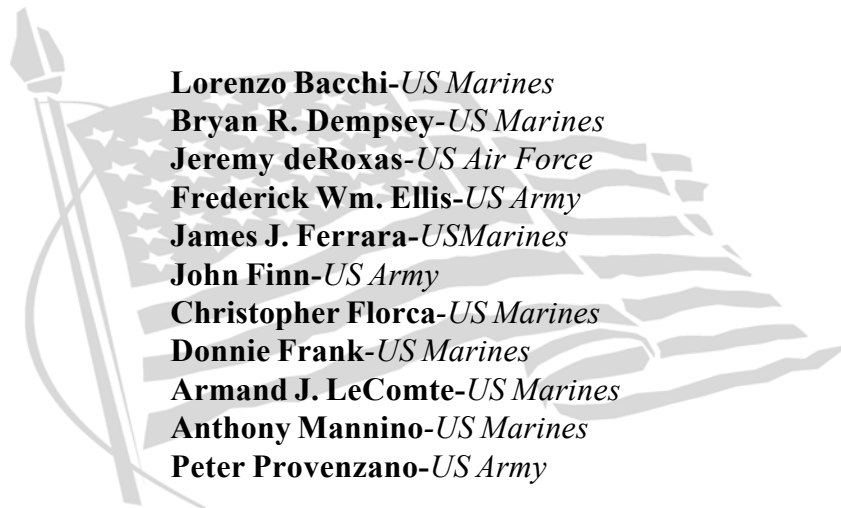 Lorenzo Bacchi-US Marines
Bryan R. Dempsey-US Marines
Jeremy deRoxas-US Air Force
Frederick Wm. Ellis-US Army
James J. Ferrara-USMarines
John Finn-US Army
Christopher Florca-US Marines
Donnie Frank-US Marines
Armand J. LeComte-US Marines
Anthony Mannino-US Marines
Peter Provenzano-US Army